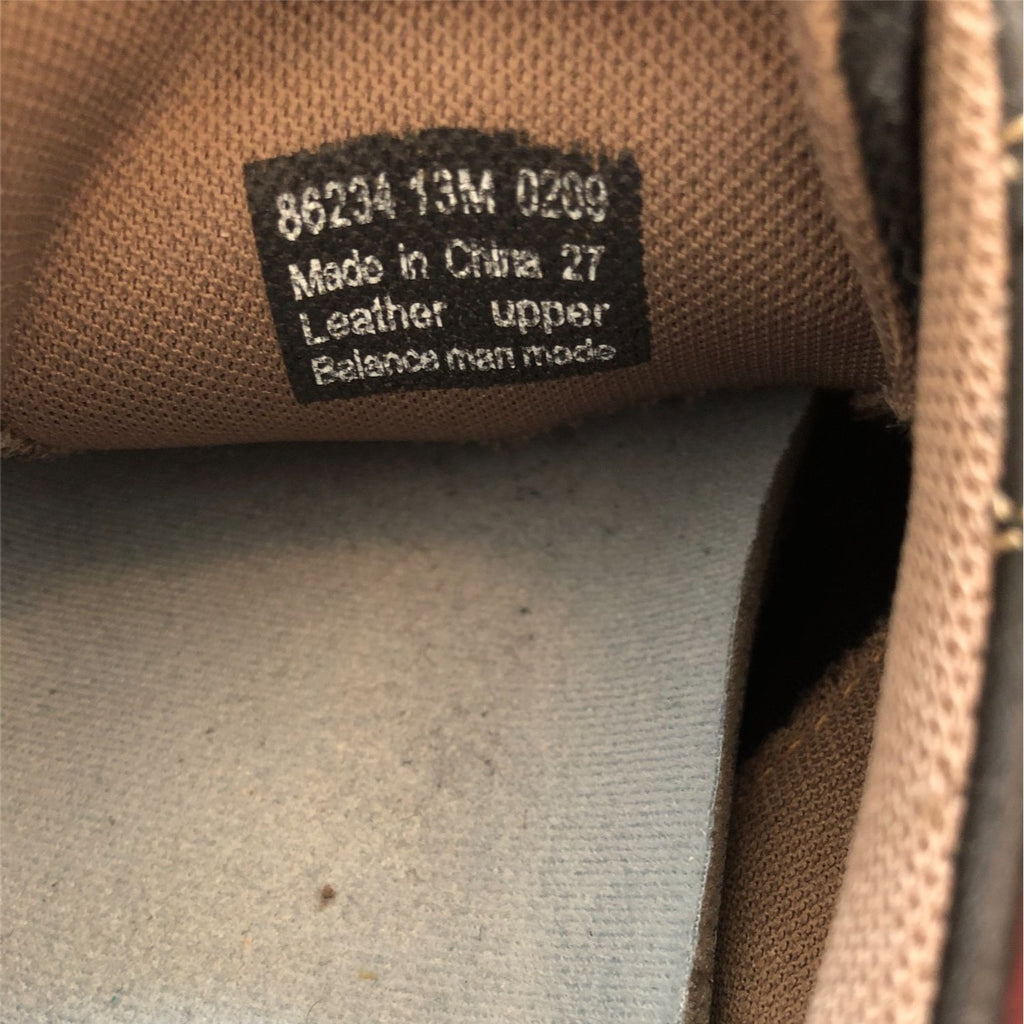 86234 13M 0209
Made in China 27
Leather upper
Balance man made